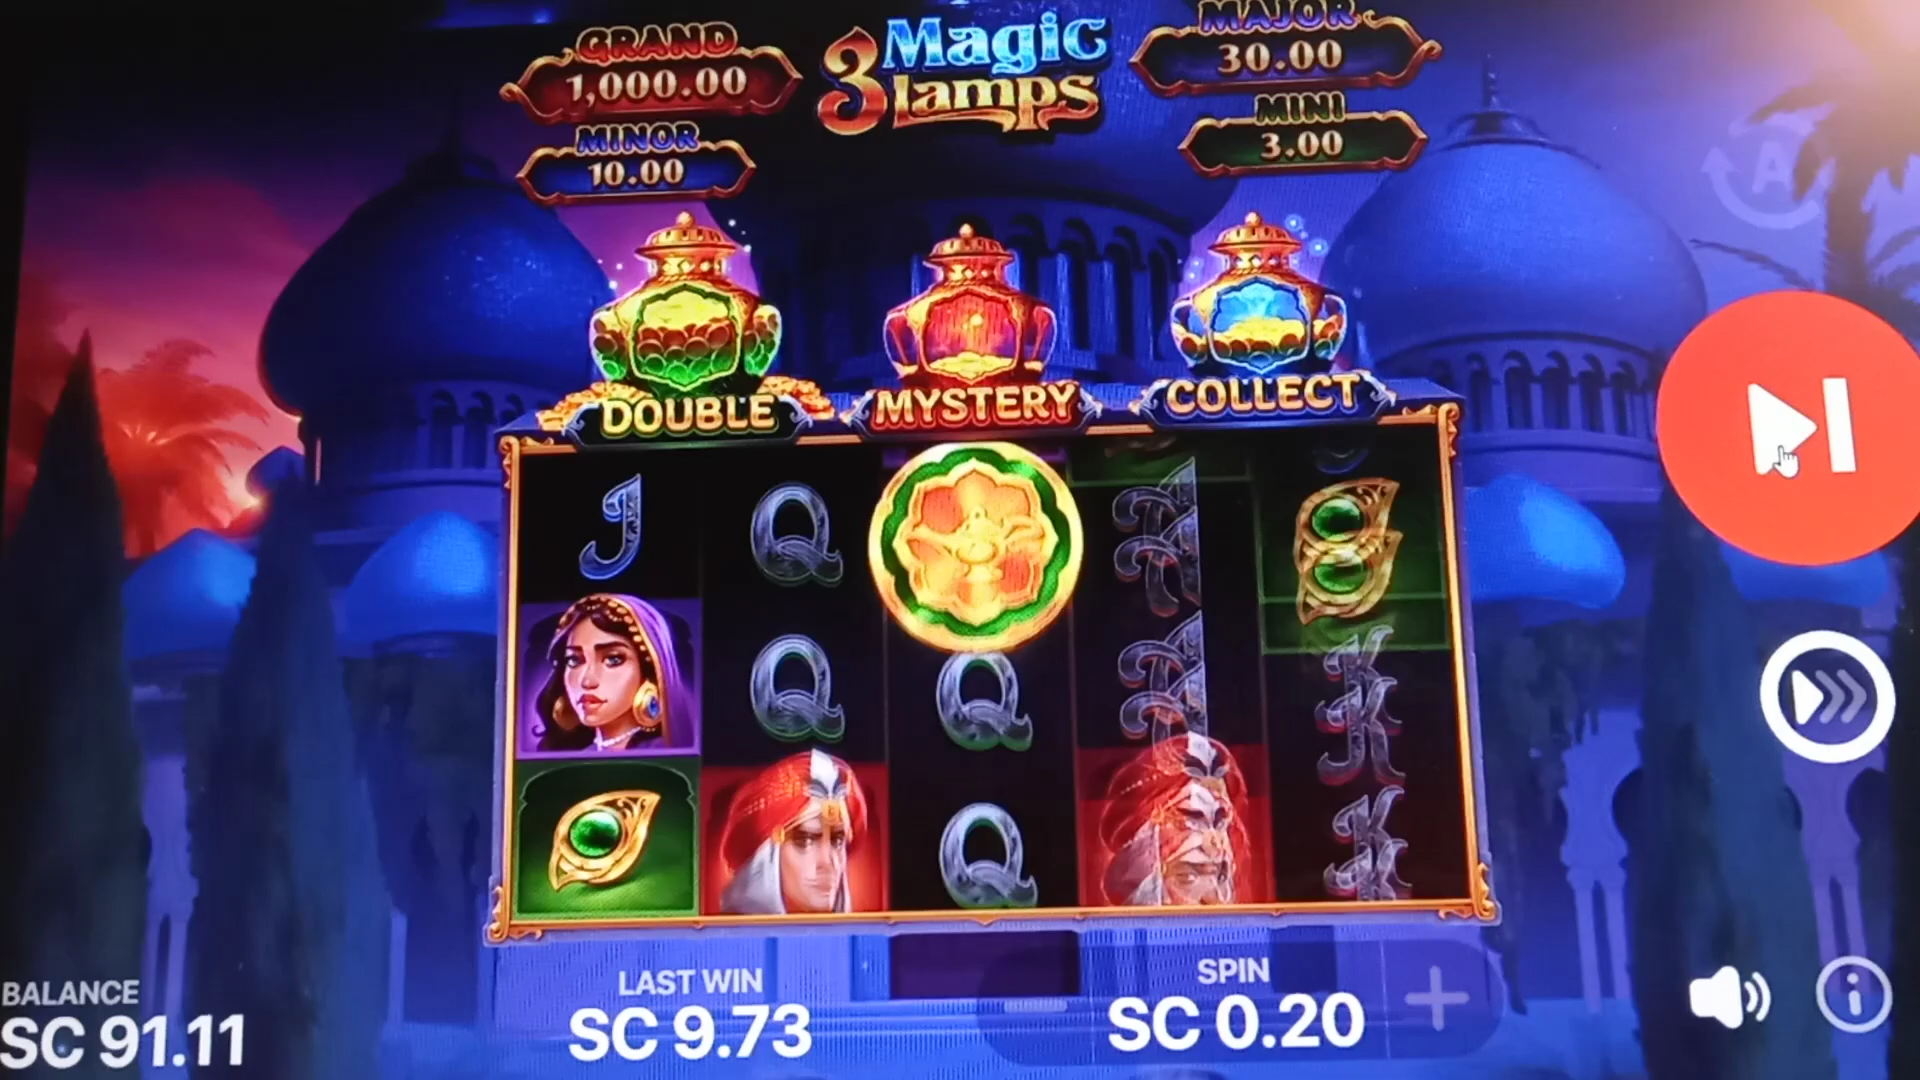 GRAND
1,000.00
3 Magic
Lamps
MAJOR
30.00
MINOR
10.00
MINI
3.00
A
DOUBLE
MYSTERY
COLLECT
J
Q
A
Q
Q
A
K
Q
K
BALANCE
SC 91.11
LAST WIN
SC 9.73
SPIN
SC 0.20